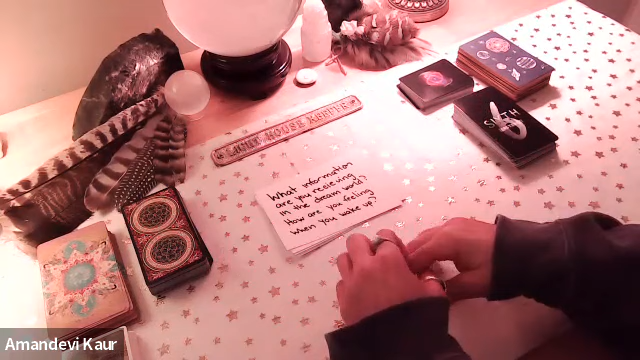 LIGHT HOUSE KEEPER
What information
are you recieving
in the dream world?
How are you feeling
when you wake up?
Amandevi Kaur